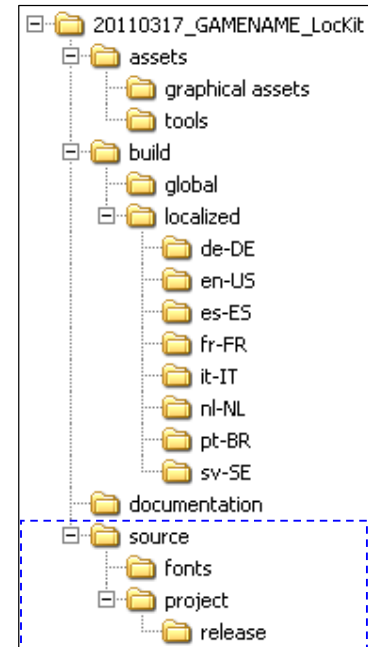 20110317_GAMENAME_LocKit
assets
graphical assets
tools
build
global
localized
de-DE
en-US
es-ES
fr-FR
it-IT
nl-NL
pt-BR
sv-SE
documentation
source
fonts
project
release